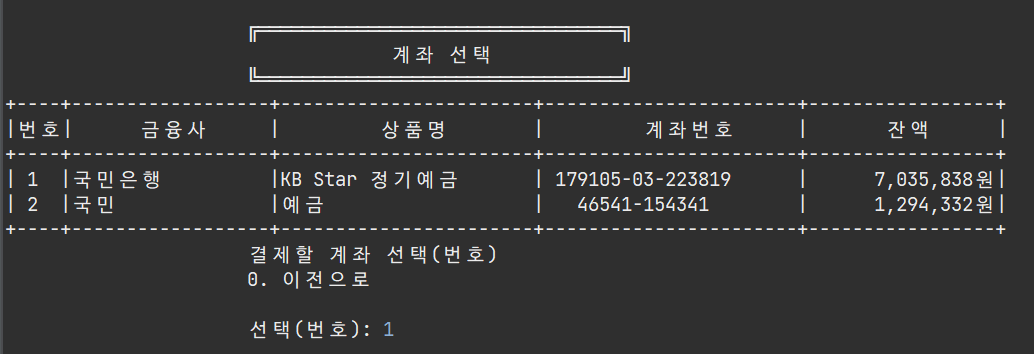 계좌 선택
번호 금융사 상품명 계좌번호 잔액
1 국민은행 KB Star 정기예금 179105-03-223819 7,035,838원
2 국민 예금 46541-154341 1,294,332원
결제할 계좌 선택(번호)
0. 이전으로
선택(번호): 1